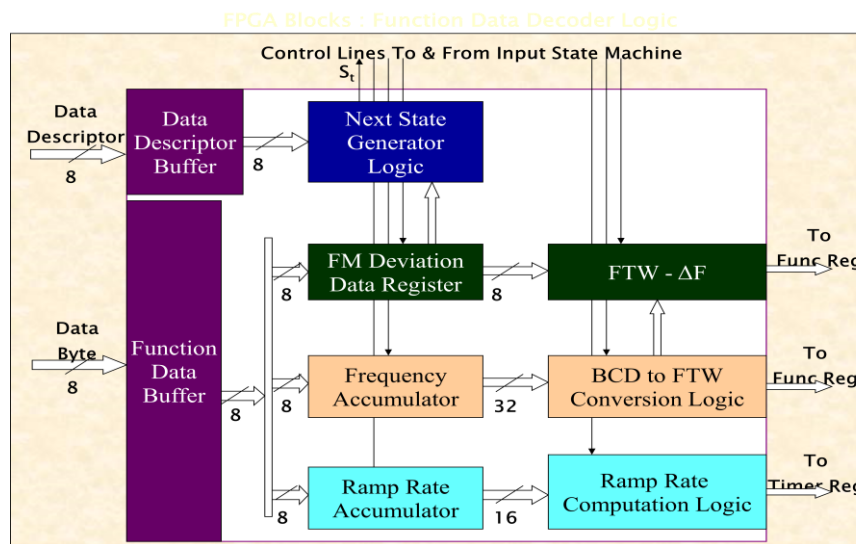 FPGA Blocks : Function Data Decoder Logic
Control Lines To & From Input State Machine
St
Data
Descriptor
8
Data
Descriptor
Buffer
8
Next State
Generator
Logic
FM Deviation
Data Register
8
8
FTW - ΔF
To
Func Reg
Data
Byte
8
Function
Data
Buffer
8
8
Frequency
Accumulator
32
BCD to FTW
Conversion Logic
To
Func Reg
8
Ramp Rate
Accumulator
16
Ramp Rate
Computation Logic
To
Timer Reg